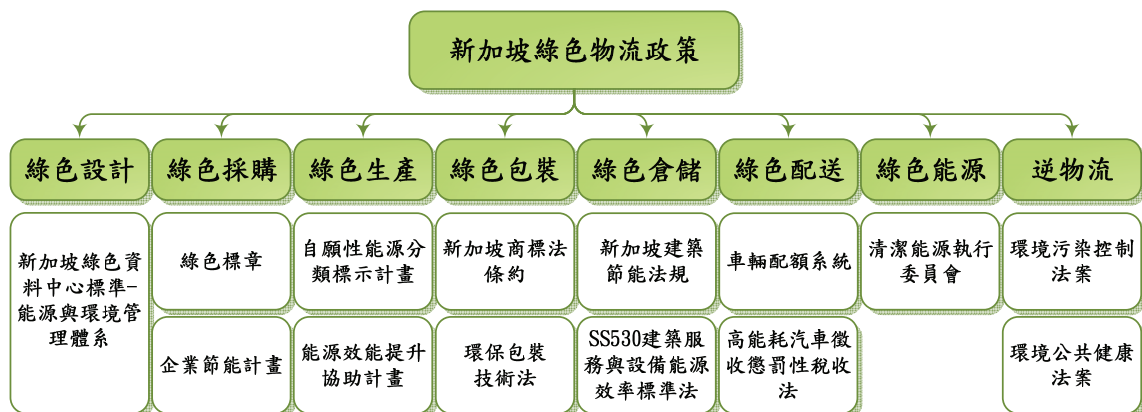 新加坡綠色物流政策
綠色設計
綠色採購
綠色生產
綠色包裝
綠色倉儲
綠色配送
綠色能源
逆物流
新加坡綠色資
料中心標準-
能源與環境管
理體系
綠色標章
自願性能源分
類標示計畫
新加坡商標法
條約
新加坡建築
節能法規
車輛配額系統
清潔能源執行
委員會
環境污染控制
法案
企業節能計畫
能源效能提升
協助計畫
環保包裝
技術法
SS530建築服
務與設備能源
效率標準法
高能耗汽車徵
收懲罰性稅收
法
環境公共健康
法案